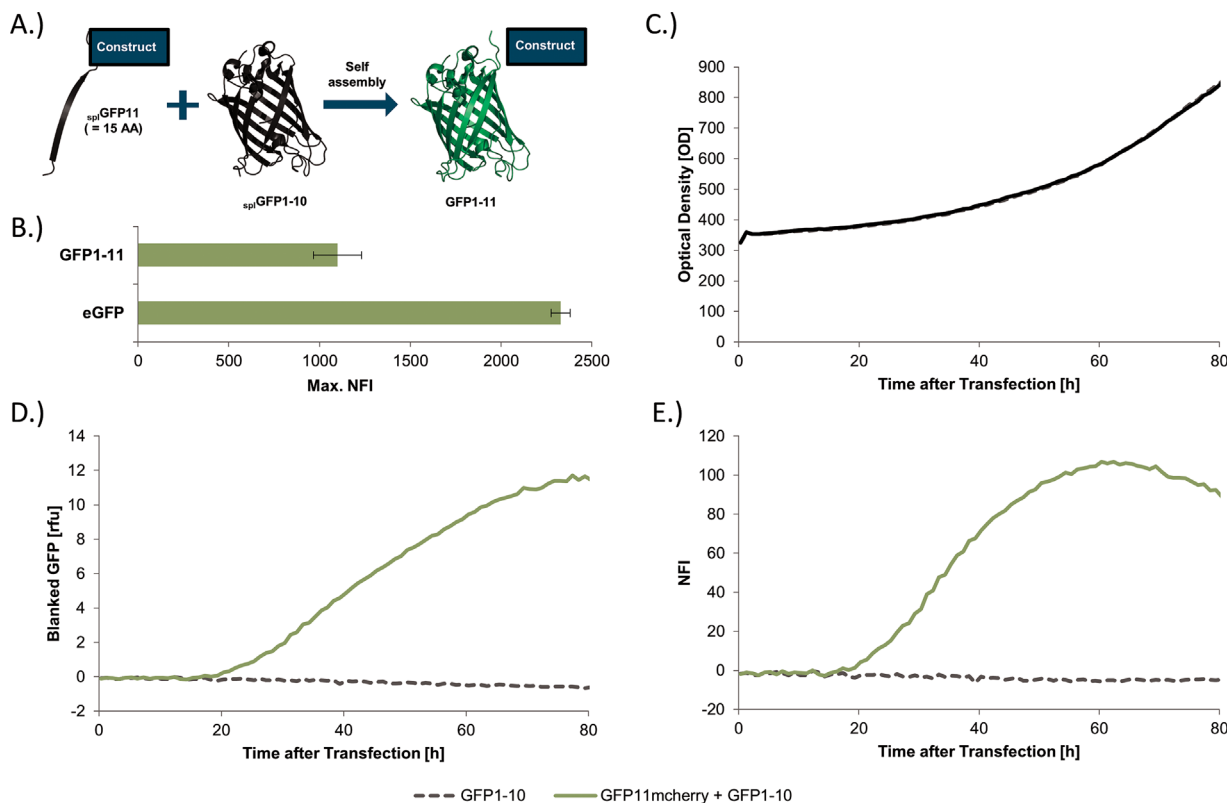 A.)
Construct
splGFP11
( = 15 AA)
splGFP1-10
Self
assembly
Construct
GFP1-11
B.)
GFP1-11
eGFP
0
500
1000
1500
2000
2500
Max. NFI
C.)
900
800
700
600
500
400
300
200
100
0
Optical Density [OD]
0
20
40
60
80
Time after Transfection [h]
D.)
14
12
10
8
6
4
2
0
-2
Blanked GFP [rfu]
0
20
40
60
80
Time after Transfection [h]
E.)
120
100
80
60
40
20
0
-20
NFI
0
20
40
60
80
Time after Transfection [h]
GFP1-10
GFP11mcherry + GFP1-10